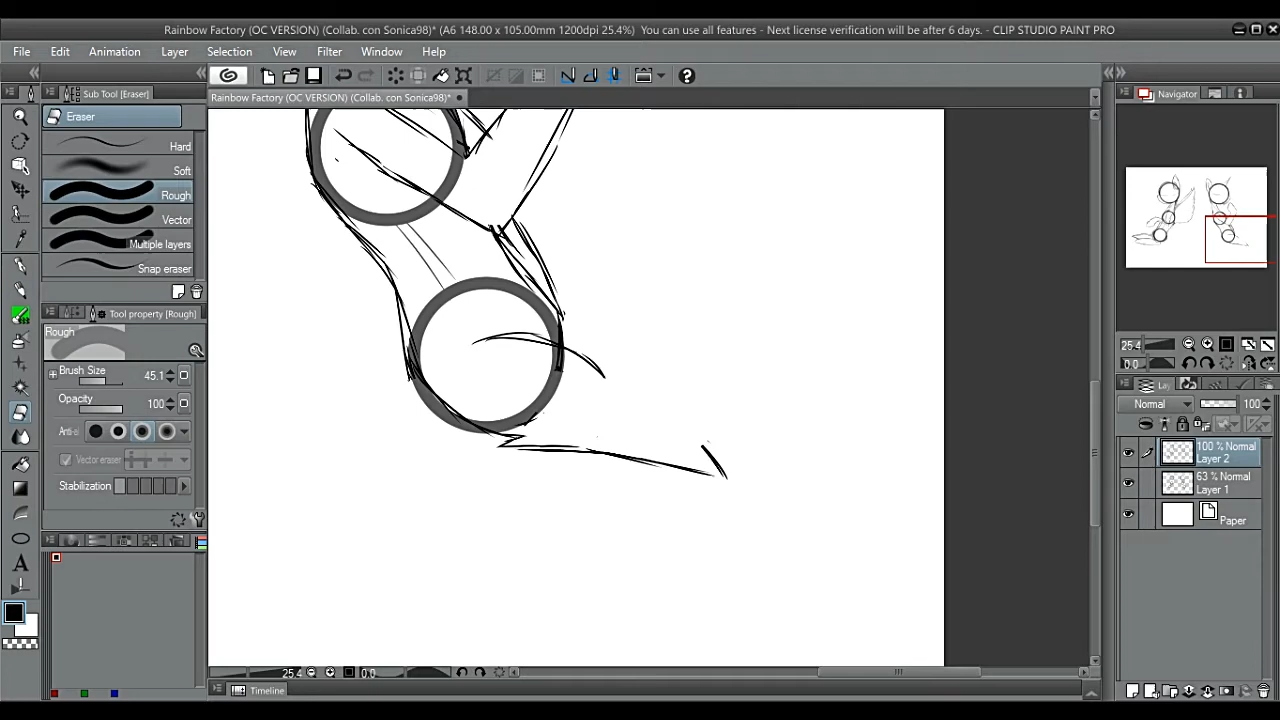 Rainbow Factory (OC VERSION) (Collab. con Sonica98)* (A6 148.00 x 105.00mm 1200dpi 25.4%)  You can use all features - Next license verification will be after 6 days. - CLIP STUDIO PAINT PRO
File Edit Animation Layer Selection View Filter Window Help
Sub Tool [Eraser]
Rainbow Factory (OC VERSION) (Collab. con Sonica98)*
Navigator
Eraser
Hard
Soft
Rough
Vector
Multiple layers
Snap eraser
Tool property [Rough]
Rough
Brush Size 45.1
Opacity 100
Anti-al
Vector eraser
Stabilization
25.4
0.0
Lay
Normal 100
100 % Normal
Layer 2
63 % Normal
Layer 1
Paper
25.4 0.0
Timeline